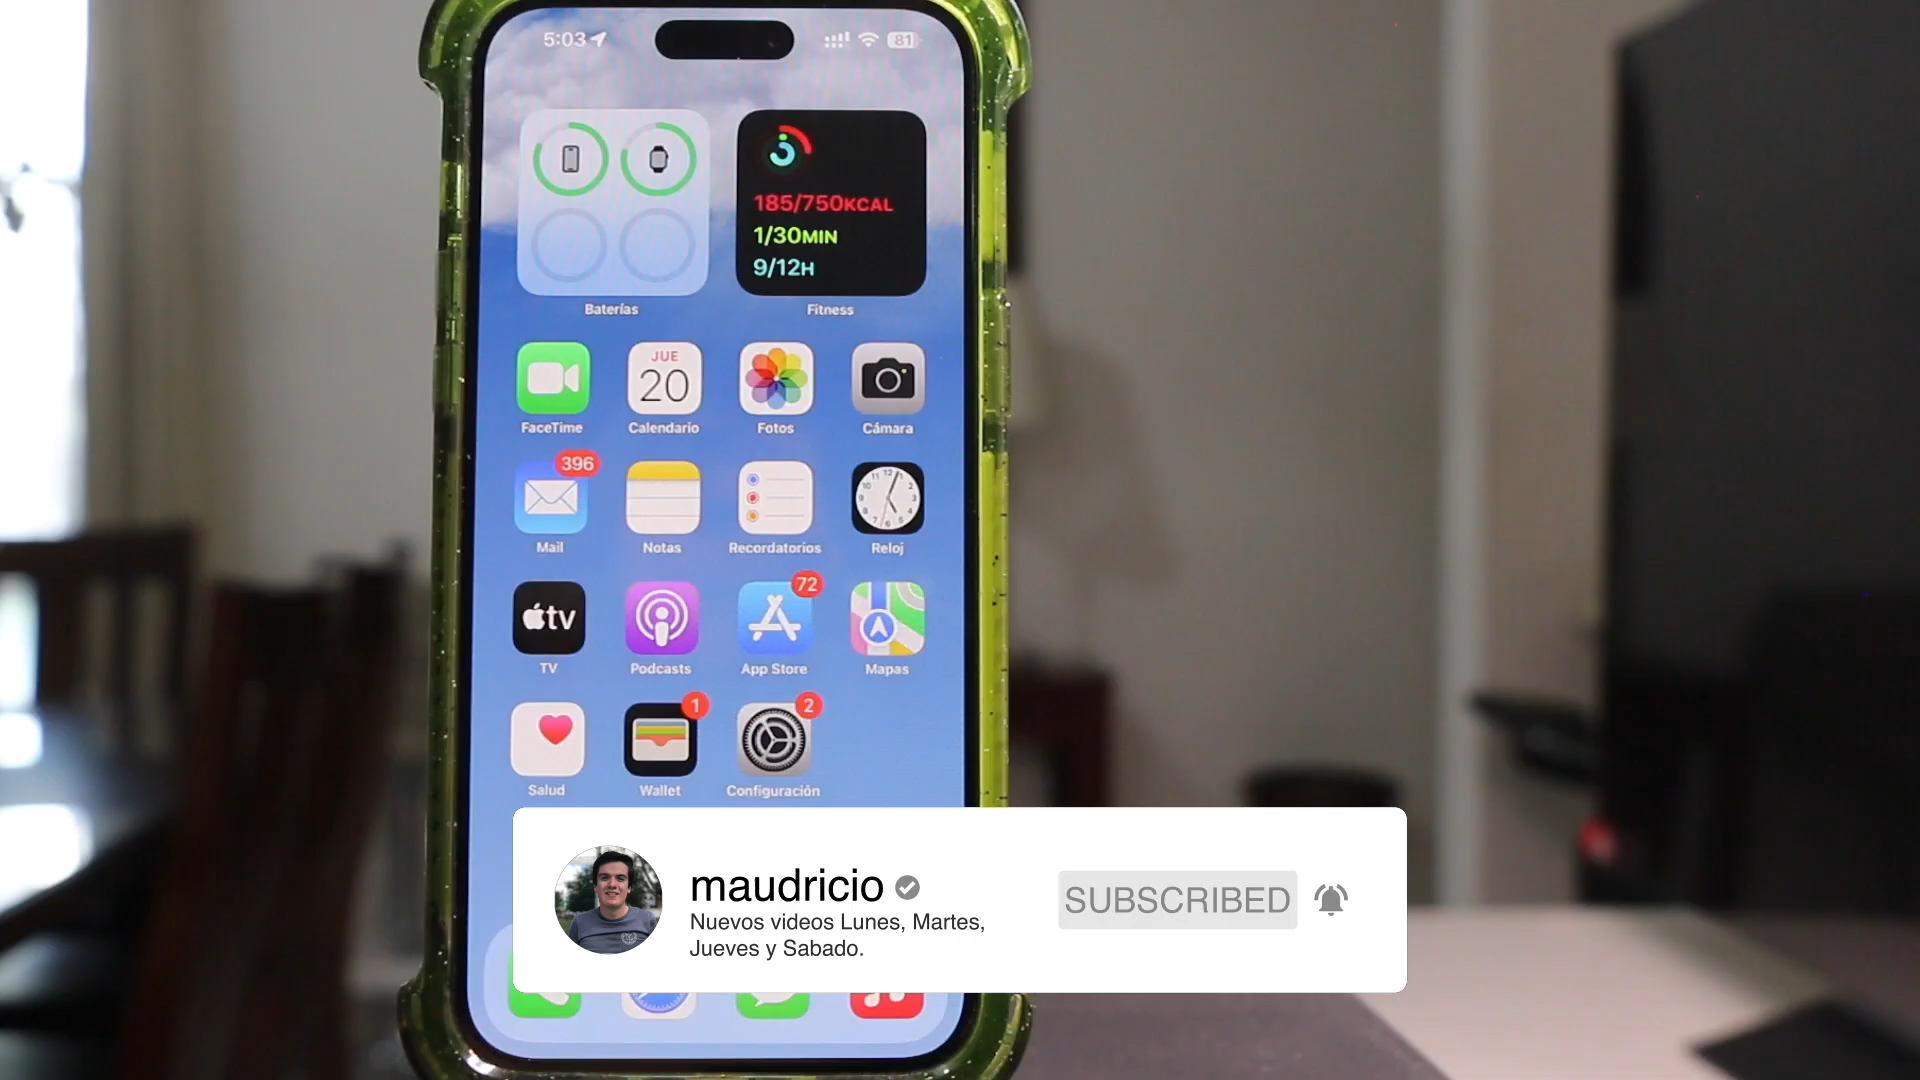 5:03
81
185/750KCAL
1/30MIN
9/12H
Baterías
Fitness
JUE
20
FaceTime
Calendario
Fotos
Cámara
396
Mail
Notas
Recordatorios
Reloj
72
tv
TV
Podcasts
App Store
Mapas
1
2
Salud
Wallet
Configuración
maudricio
Nuevos videos Lunes, Martes,
Jueves y Sabado.
SUBSCRIBED